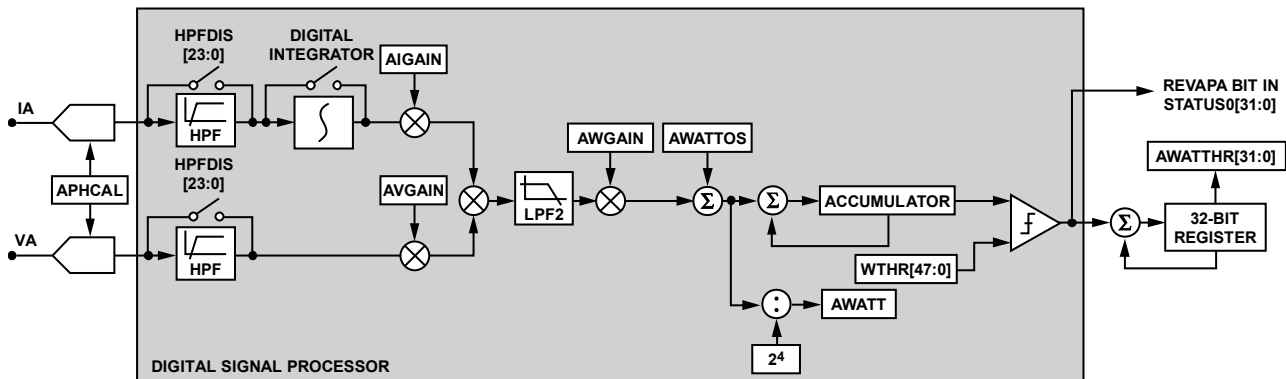 HPFDIS
[23:0]
DIGITAL
INTEGRATOR
AIGAIN
IA
HPF
REVAPA BIT IN
STATUS0[31:0]
APHCAL
HPFDIS
[23:0]
AVGAIN
LPF2
AWGAIN
AWATTOS
Σ
Σ
ACCUMULATOR
AWATTHR[31:0]
Σ
32-BIT
REGISTER
VA
HPF
WTHR[47:0]
AWATT
2⁴
DIGITAL SIGNAL PROCESSOR